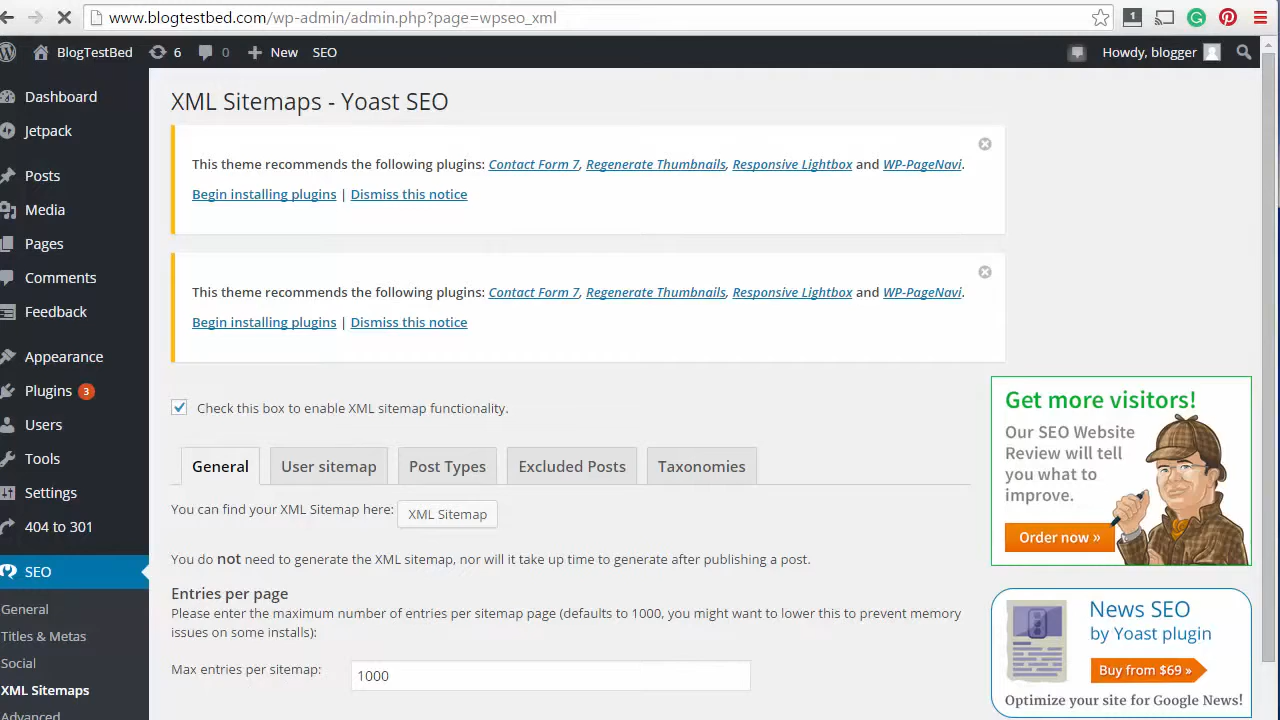 www.blogtestbed.com/wp-admin/admin.php?page=wpseo_xml
1
BlogTestBed 6 0 New SEO Howdy, blogger
Dashboard
Jetpack
Posts
Media
Pages
Comments
Feedback
Appearance
Plugins 3
Users
Tools
Settings
404 to 301
SEO
General
Titles & Metas
Social
XML Sitemaps
Advanced
XML Sitemaps - Yoast SEO
This theme recommends the following plugins: Contact Form 7, Regenerate Thumbnails, Responsive Lightbox and WP-PageNavi.
Begin installing plugins | Dismiss this notice
This theme recommends the following plugins: Contact Form 7, Regenerate Thumbnails, Responsive Lightbox and WP-PageNavi.
Begin installing plugins | Dismiss this notice
Check this box to enable XML sitemap functionality.
General User sitemap Post Types Excluded Posts Taxonomies
You can find your XML Sitemap here: XML Sitemap
You do not need to generate the XML sitemap, nor will it take up time to generate after publishing a post.
Entries per page
Please enter the maximum number of entries per sitemap page (defaults to 1000, you might want to lower this to prevent memory
issues on some installs):
Max entries per sitemap: 1000
Get more visitors!
Our SEO Website
Review will tell
you what to
improve.
Order now »
News SEO
by Yoast plugin
Buy from $69 »
Optimize your site for Google News!